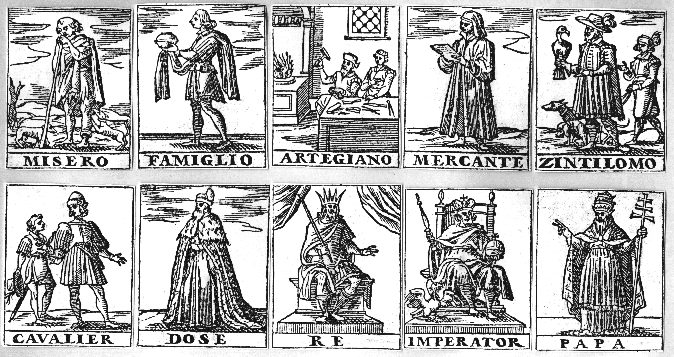 MISERO
FAMIGLIO
ARTEGIANO
MERCANTE
ZINTILOMO
CAVALIER
DOSE
RE
IMPERATOR
PAPA